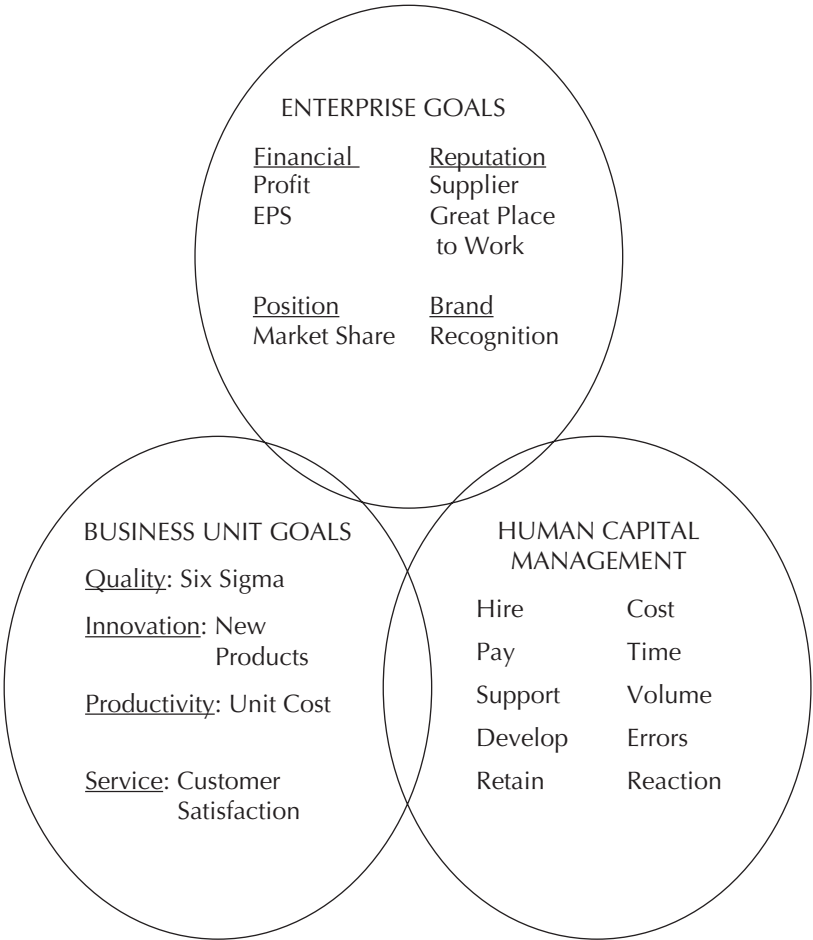 ENTERPRISE GOALS
Financial
Profit
EPS
Reputation
Supplier
Great Place
to Work
Position
Market Share
Brand
Recognition
BUSINESS UNIT GOALS
Quality: Six Sigma
Innovation: New
Products
Productivity: Unit Cost
Service: Customer
Satisfaction
HUMAN CAPITAL
MANAGEMENT
Hire
Pay
Support
Develop
Retain
Cost
Time
Volume
Errors
Reaction